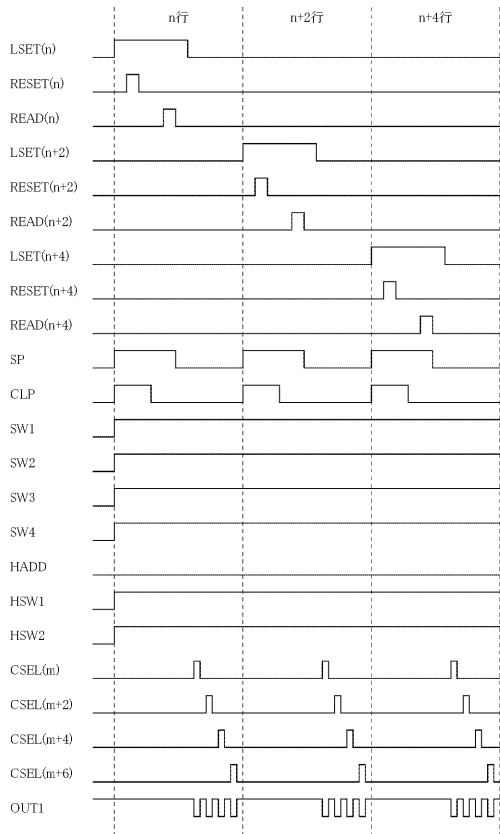 n行 n+2行 n+4行
LSET(n)
RESET(n)
READ(n)
LSET(n+2)
RESET(n+2)
READ(n+2)
LSET(n+4)
RESET(n+4)
READ(n+4)
SP
CLP
SW1
SW2
SW3
SW4
HADD
HSW1
HSW2
CSEL(m)
CSEL(m+2)
CSEL(m+4)
CSEL(m+6)
OUT1